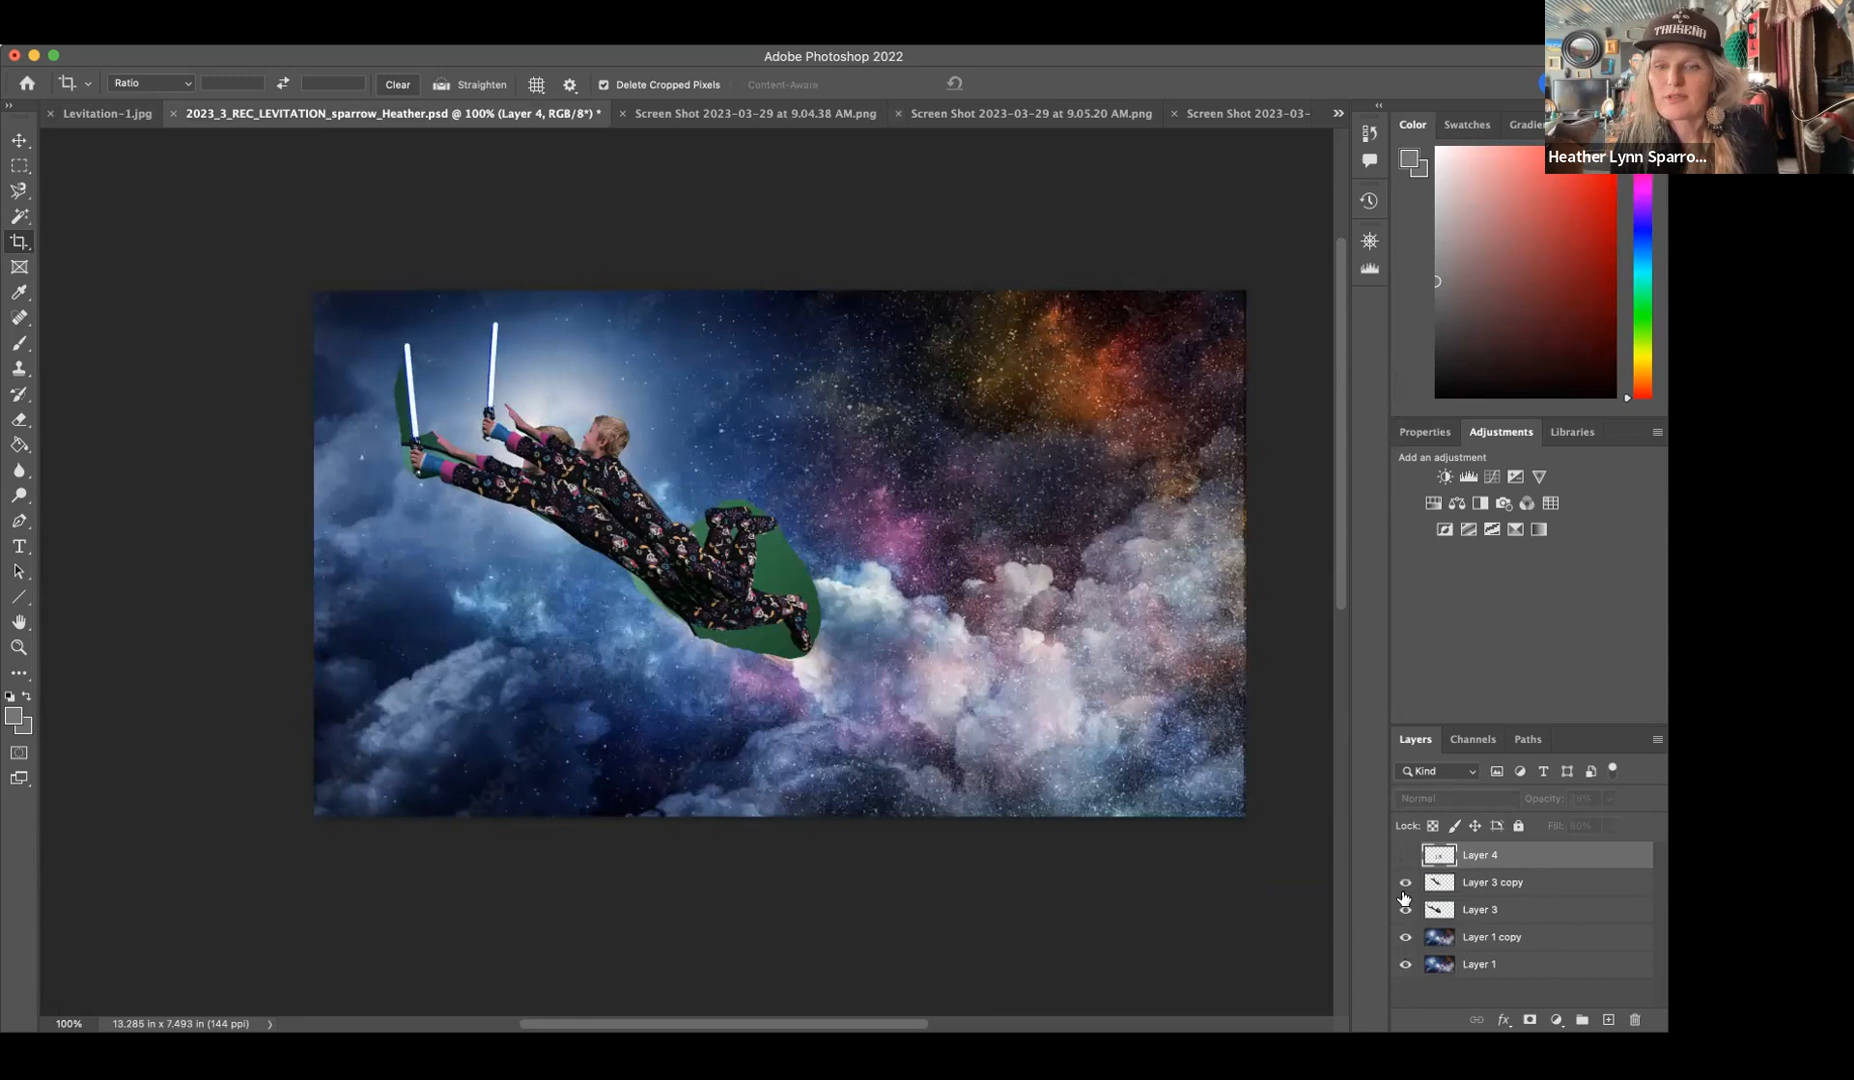 THOSEÑA
Heather Lynn Sparro...
Adobe Photoshop 2022
Ratio
Clear
Straighten
Delete Cropped Pixels
Content-Aware
Levitation-1.jpg
2023_3_REC_LEVITATION_sparrow_Heather.psd @ 100% (Layer 4, RGB/8*) *
Screen Shot 2023-03-29 at 9.04.38 AM.png
Screen Shot 2023-03-29 at 9.05.20 AM.png
Screen Shot 2023-03-
Color
Swatches
Gradien
Properties
Adjustments
Libraries
Add an adjustment
Layers
Channels
Paths
Kind
Normal
Opacity:
Lock:
Fill: 80%
Layer 4
Layer 3 copy
Layer 3
Layer 1 copy
Layer 1
fx
100%
13.285 in x 7.493 in (144 ppi)